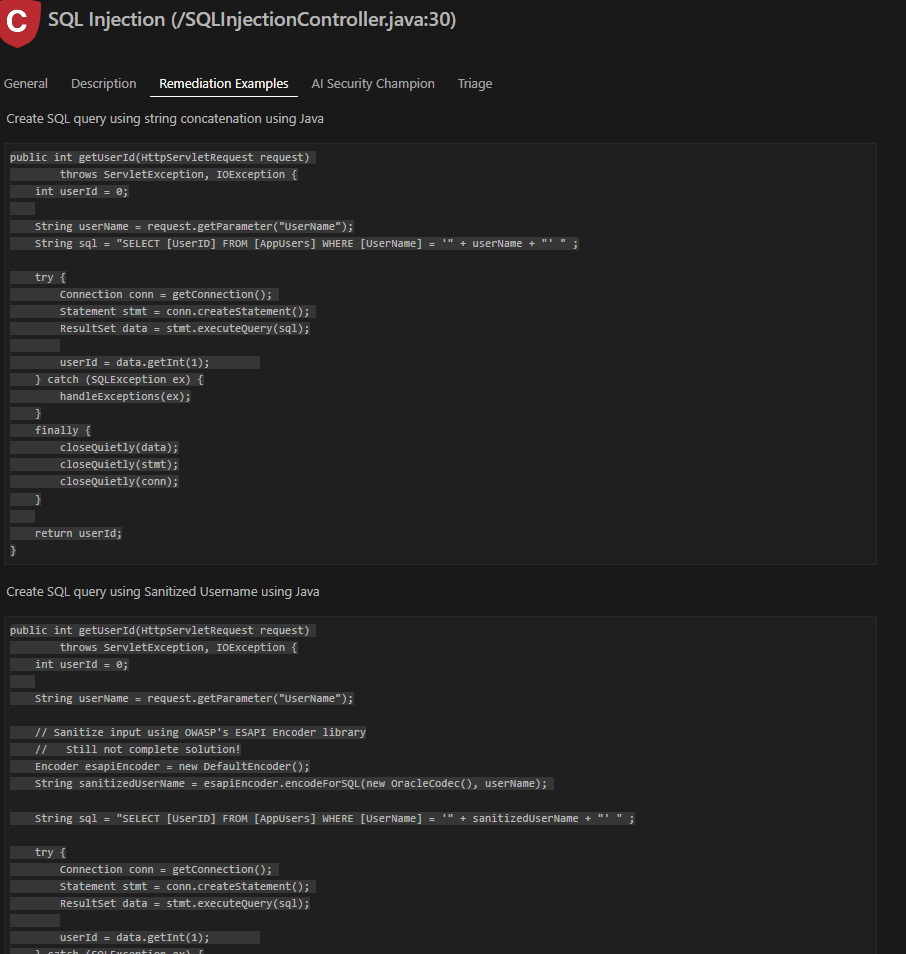 C
SQL Injection (/SQLInjectionController.java:30)
General Description Remediation Examples AI Security Champion Triage
Create SQL query using string concatenation using Java
public int getUserId(HttpServletRequest request)
        throws ServletException, IOException {
    int userId = 0;
    String userName = request.getParameter("UserName");
    String sql = "SELECT [UserID] FROM [AppUsers] WHERE [UserName] = '" + userName + "' " ;
    try {
        Connection conn = getConnection();
        Statement stmt = conn.createStatement();
        ResultSet data = stmt.executeQuery(sql);
        userId = data.getInt(1);
    } catch (SQLException ex) {
        handleExceptions(ex);
    }
    finally {
        closeQuietly(data);
        closeQuietly(stmt);
        closeQuietly(conn);
    }
    return userId;
}
Create SQL query using Sanitized Username using Java
public int getUserId(HttpServletRequest request)
        throws ServletException, IOException {
    int userId = 0;
    String userName = request.getParameter("UserName");
    // Sanitize input using OWASP's ESAPI Encoder library
    //   Still not complete solution!
    Encoder esapiEncoder = new DefaultEncoder();
    String sanitizedUserName = esapiEncoder.encodeForSQL(new OracleCodec(), userName);
    String sql = "SELECT [UserID] FROM [AppUsers] WHERE [UserName] = '" + sanitizedUserName + "' " ;
    try {
        Connection conn = getConnection();
        Statement stmt = conn.createStatement();
        ResultSet data = stmt.executeQuery(sql);
        userId = data.getInt(1);
    } catch (SQLException ex) {